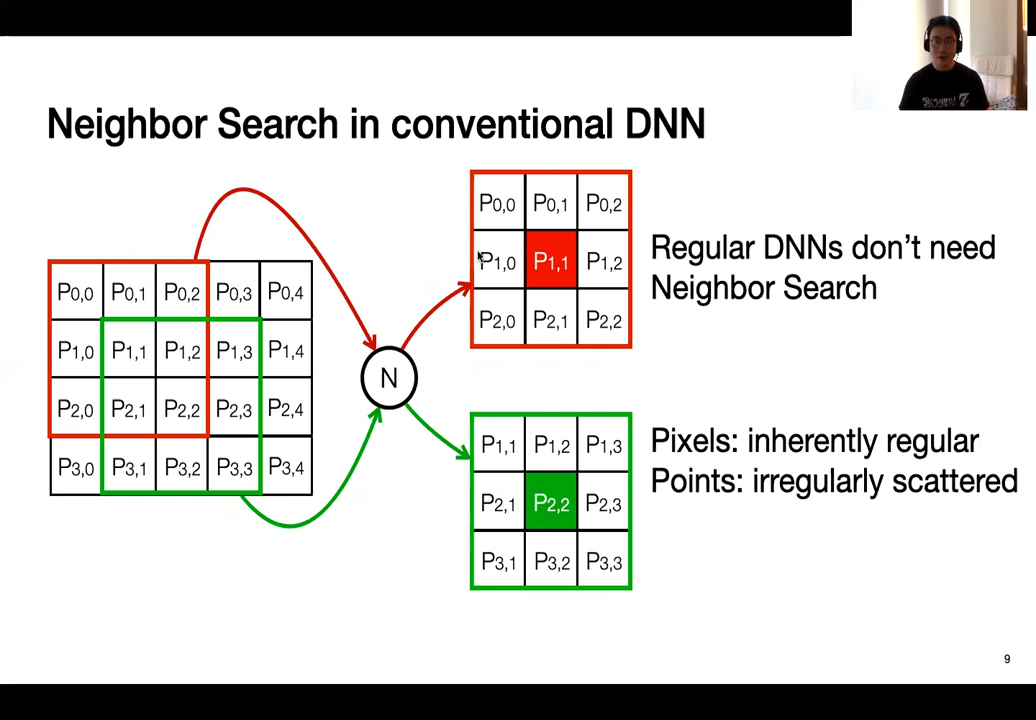 Neighbor Search in conventional DNN
P0,0 P0,1 P0,2 P0,3 P0,4
P1,0 P1,1 P1,2 P1,3 P1,4
P2,0 P2,1 P2,2 P2,3 P2,4
P3,0 P3,1 P3,2 P3,3 P3,4
N
P0,0 P0,1 P0,2
P1,0 P1,1 P1,2
P2,0 P2,1 P2,2
Regular DNNs don’t need
Neighbor Search
P1,1 P1,2 P1,3
P2,1 P2,2 P2,3
P3,1 P3,2 P3,3
Pixels: inherently regular
Points: irregularly scattered
9